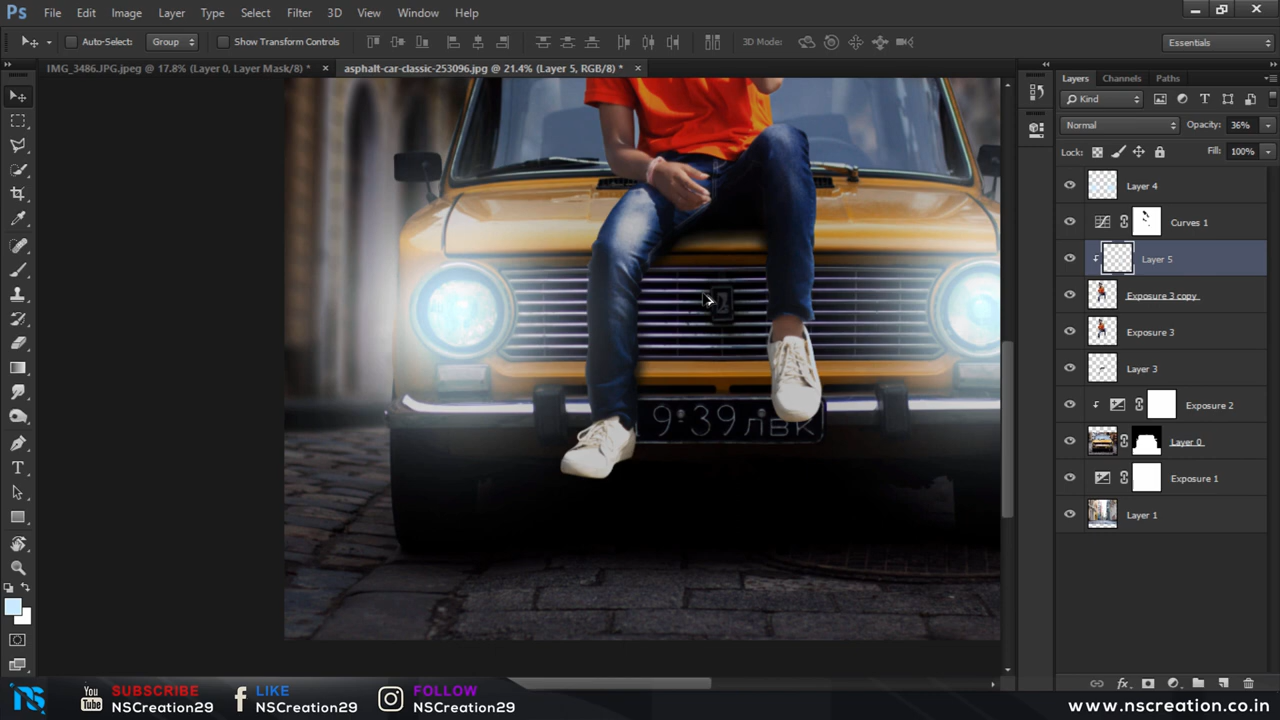 Ps File Edit Image Layer Type Select Filter 3D View Window Help
Auto-Select: Group Show Transform Controls 3D Mode: Essentials
IMG_3486.JPG.jpeg @ 17.8% (Layer 0, Layer Mask/8) * × asphalt-car-classic-253096.jpg @ 21.4% (Layer 5, RGB/8) * ×
Layers Channels Paths
Kind
Normal Opacity: 36%
Lock: Fill: 100%
Layer 4
Curves 1
Layer 5
Exposure 3 copy
Exposure 3
Layer 3
Exposure 2
Layer 0
Exposure 1
Layer 1
9·39 ЛВК
NS You Tube SUBSCRIBE NSCreation29 f LIKE NSCreation29 FOLLOW NSCreation29 www.nscreation.co.in